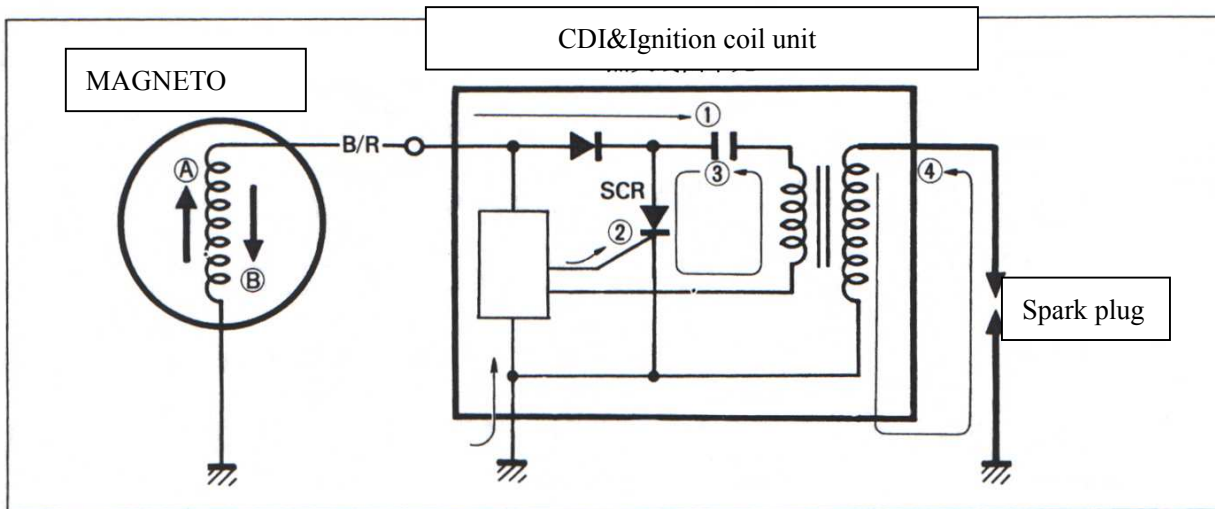 CDI&Ignition coil unit
MAGNETO
B/R
SCR
Ⓐ
Ⓑ
①
②
③
④
Spark plug